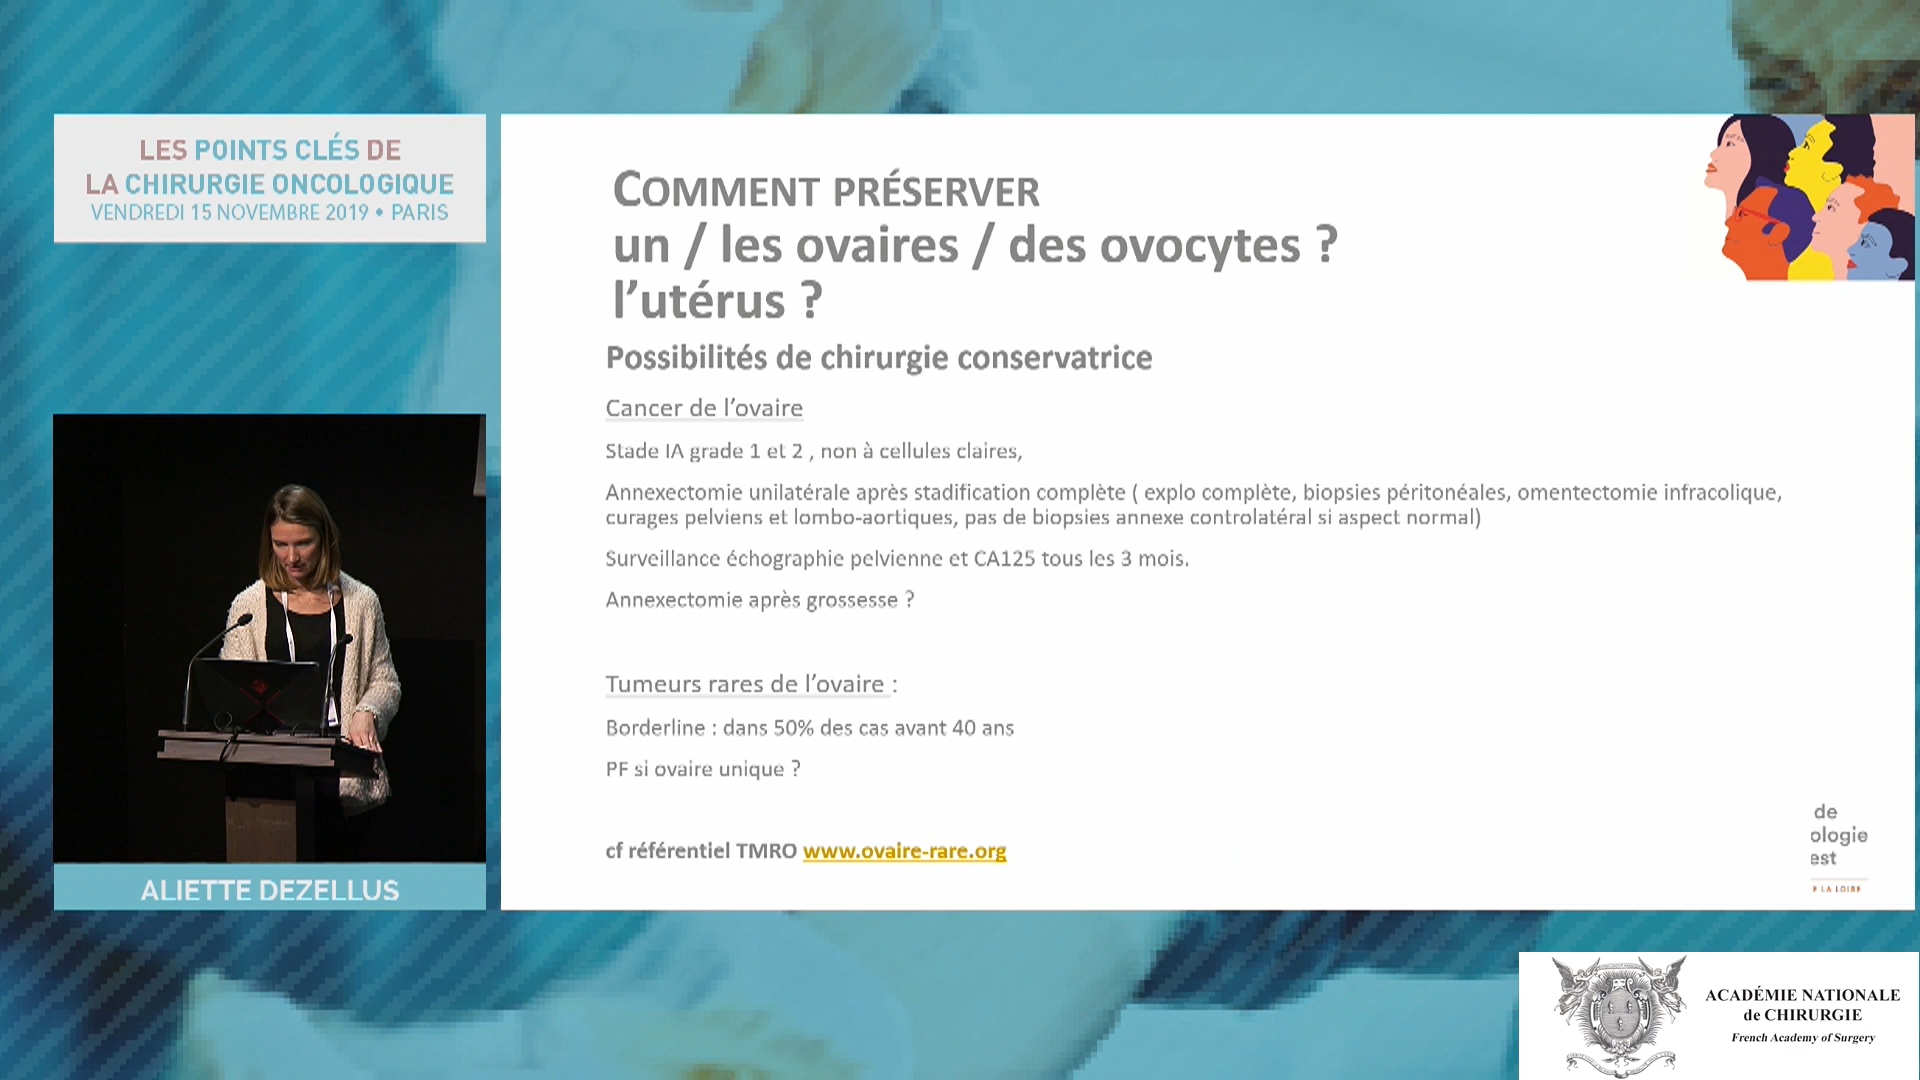 LES POINTS CLÉS DE
LA CHIRURGIE ONCOLOGIQUE
VENDREDI 15 NOVEMBRE 2019 • PARIS
COMMENT PRÉSERVER
un / les ovaires / des ovocytes ?
l'utérus ?
Possibilités de chirurgie conservatrice
Cancer de l'ovaire
Stade IA grade 1 et 2 , non à cellules claires,
Annexectomie unilatérale après stadification complète ( explo complète, biopsies péritonéales, omentectomie infracolique,
curages pelviens et lombo-aortiques, pas de biopsies annexe controlatéral si aspect normal)
Surveillance échographie pelvienne et CA125 tous les 3 mois.
Annexectomie après grossesse ?
Tumeurs rares de l'ovaire :
Borderline : dans 50% des cas avant 40 ans
PF si ovaire unique ?
cf référentiel TMRO www.ovaire-rare.org
de
ologie
est
E LA LOIRE
ALIETTE DEZELLUS
ACADÉMIE NATIONALE
de CHIRURGIE
French Academy of Surgery